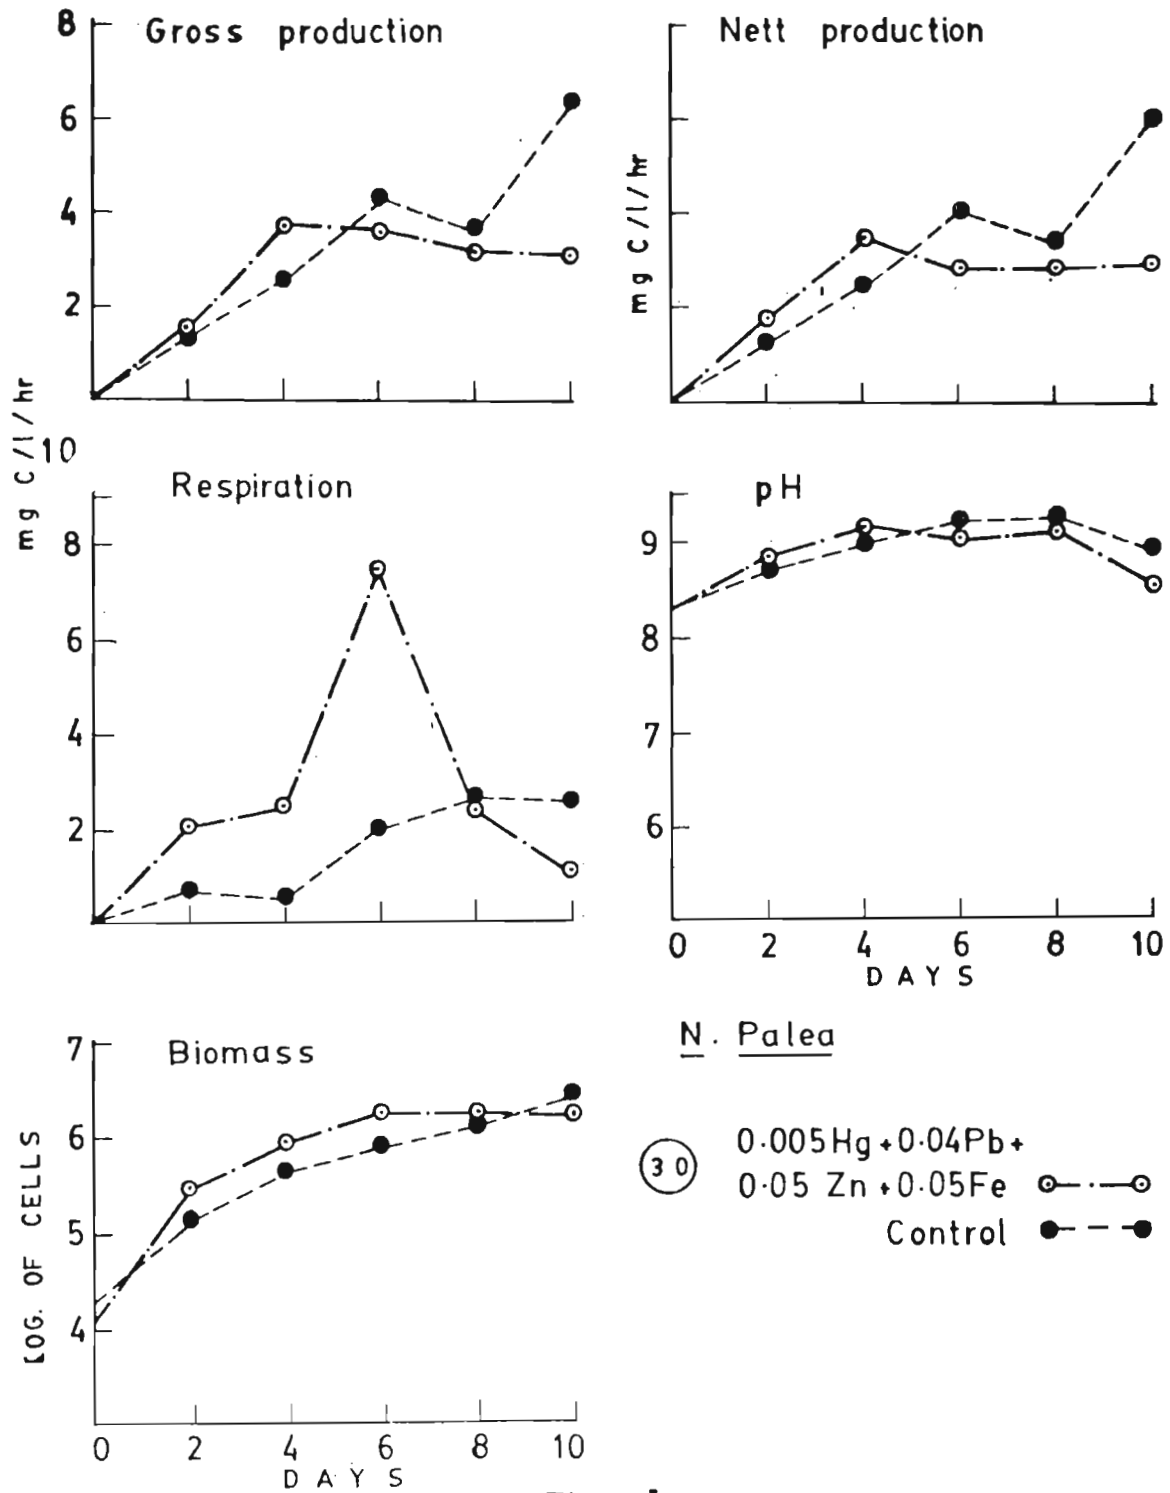 Gross production
8
6
4
2
mg C/l/hr
Nett production
mg C/l/hr
10
Respiration
8
6
4
2
pH
9
8
7
6
0 2 4 6 8 10
DAYS
Biomass
7
6
5
4
LOG. OF CELLS
0 2 4 6 8 10
DAYS
N. Palea
30
0.005Hg+0.04Pb+
0.05 Zn+0.05Fe
Control